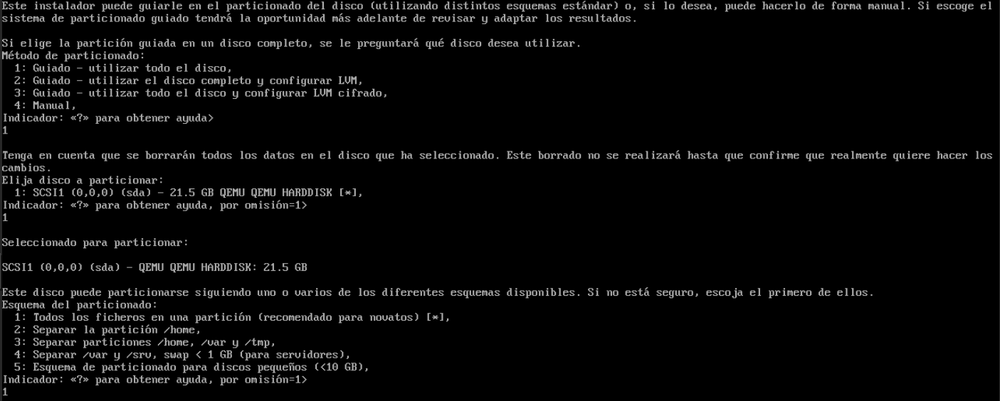 Este instalador puede guiarle en el particionado del disco (utilizando distintos esquemas estándar) o, si lo desea, puede hacerlo de forma manual. Si escoge el
sistema de particionado guiado tendrá la oportunidad más adelante de revisar y adaptar los resultados.
Si elige la partición guiada en un disco completo, se le preguntará qué disco desea utilizar.
Método de particionado:
1: Guiado - utilizar todo el disco,
2: Guiado - utilizar el disco completo y configurar LVM,
3: Guiado - utilizar todo el disco y configurar LVM cifrado,
4: Manual,
Indicador: «?» para obtener ayuda>
1
Tenga en cuenta que se borrarán todos los datos en el disco que ha seleccionado. Este borrado no se realizará hasta que confirme que realmente quiere hacer los
cambios.
Elija disco a particionar:
1: SCSI1 (0,0,0) (sda) - 21.5 GB QEMU QEMU HARDDISK [*],
Indicador: «?» para obtener ayuda, por omisión=1>
1
Seleccionado para particionar:
SCSI1 (0,0,0) (sda) - QEMU QEMU HARDDISK: 21.5 GB
Este disco puede particionarse siguiendo uno o varios de los diferentes esquemas disponibles. Si no está seguro, escoja el primero de ellos.
Esquema del particionado:
1: Todos los ficheros en una partición (recomendado para novatos) [*],
2: Separar la partición /home,
3: Separar particiones /home, /var y /tmp,
4: Separar /var y /srv, swap < 1 GB (para servidores),
5: Esquema de particionado para discos pequeños (<10 GB),
Indicador: «?» para obtener ayuda, por omisión=1>
1